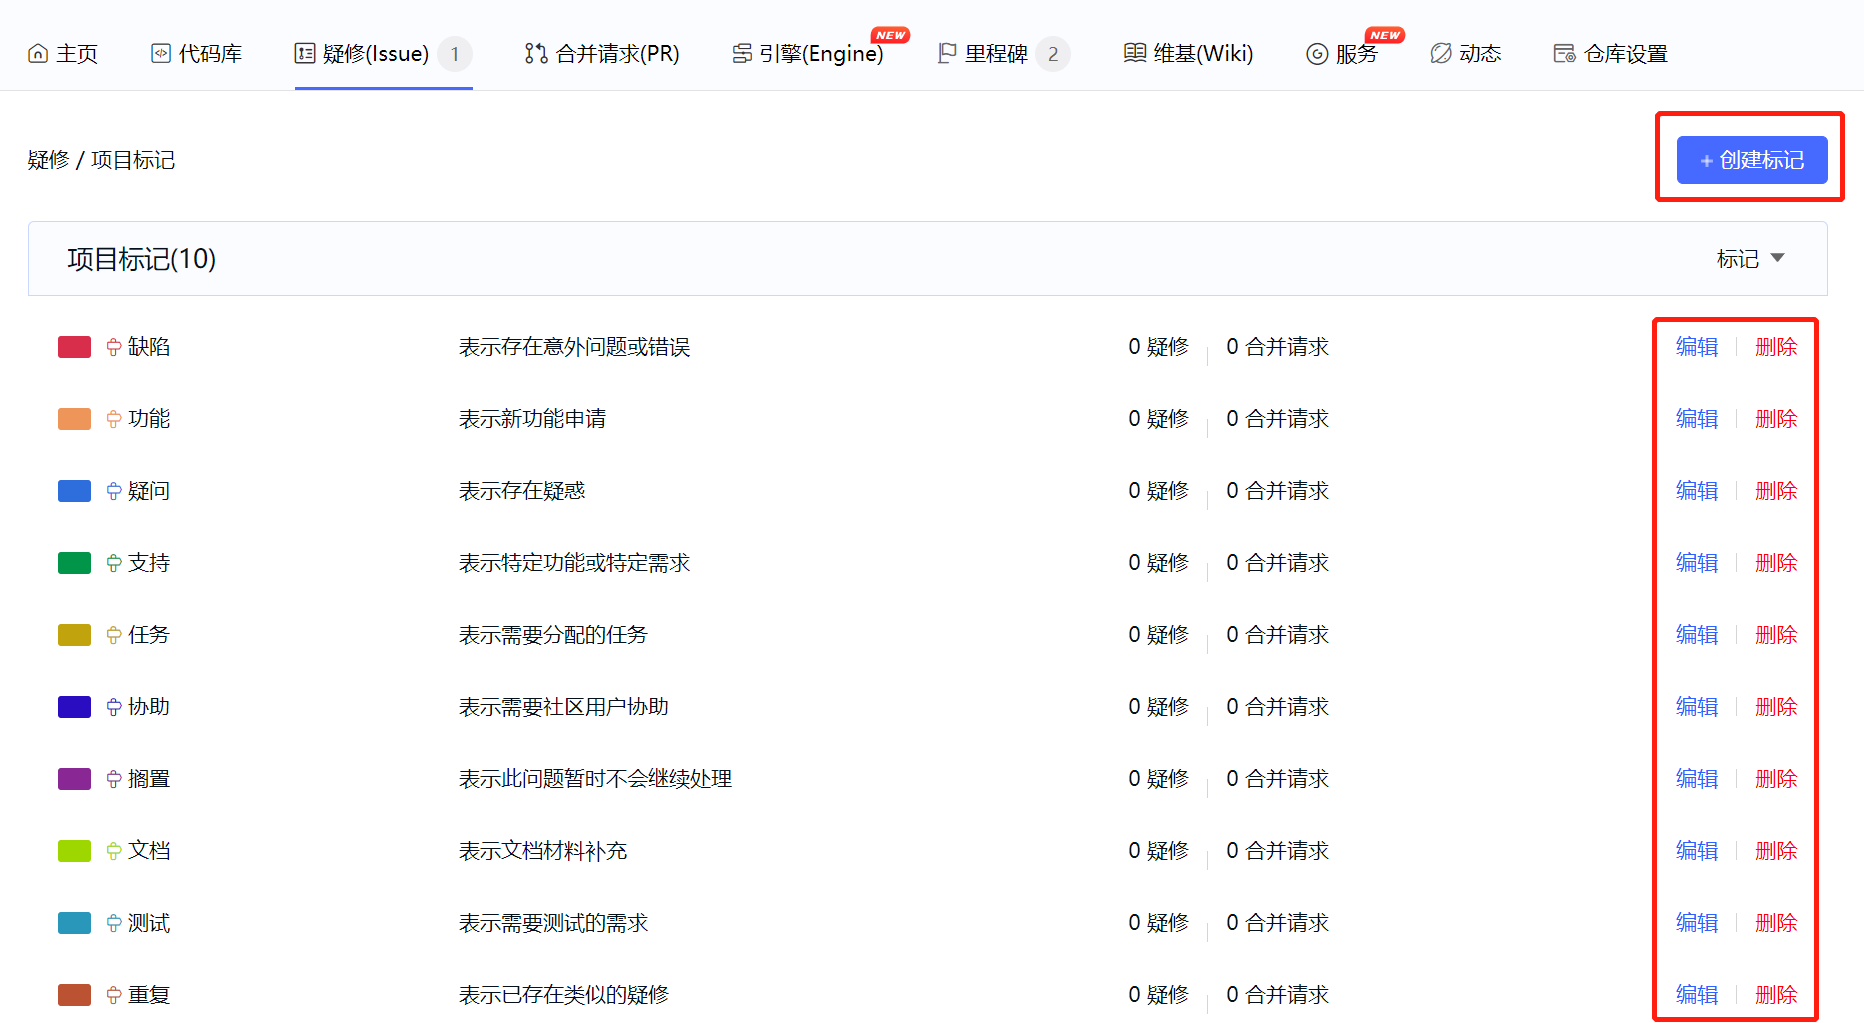 主页 代码库 疑修(Issue) 1 合并请求(PR) 引擎(Engine) NEW 里程碑 2 维基(Wiki) 服务 NEW 动态 仓库设置
疑修 / 项目标记 + 创建标记
项目标记(10) 标记
缺陷 表示存在意外问题或错误 0 疑修 0 合并请求 编辑 删除
功能 表示新功能申请 0 疑修 0 合并请求 编辑 删除
疑问 表示存在疑惑 0 疑修 0 合并请求 编辑 删除
支持 表示特定功能或特定需求 0 疑修 0 合并请求 编辑 删除
任务 表示需要分配的任务 0 疑修 0 合并请求 编辑 删除
协助 表示需要社区用户协助 0 疑修 0 合并请求 编辑 删除
搁置 表示此问题暂时不会继续处理 0 疑修 0 合并请求 编辑 删除
文档 表示文档材料补充 0 疑修 0 合并请求 编辑 删除
测试 表示需要测试的需求 0 疑修 0 合并请求 编辑 删除
重复 表示已存在类似的疑修 0 疑修 0 合并请求 编辑 删除